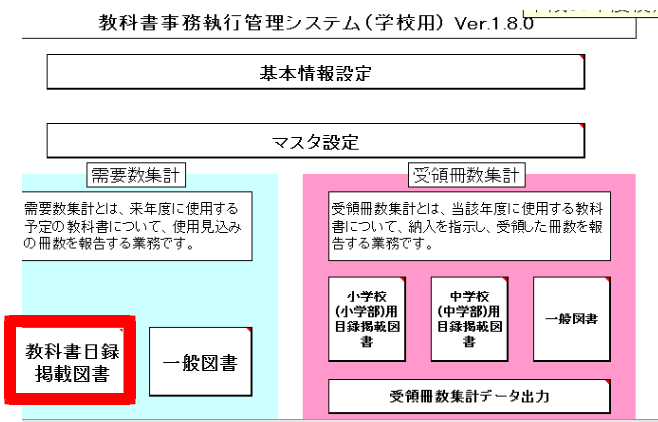 教科書事務執行管理システム(学校用) Ver.1.8.0
基本情報設定
マスタ設定
需要数集計
需要数集計とは、来年度に使用する
予定の教科書について、使用見込み
の冊数を報告する業務です。
教科書目録
掲載図書
一般図書
受領冊数集計
受領冊数集計とは、当該年度に使用する教科
書について、納入を指示し、受領した冊数を報
告する業務です。
小学校
(小学部)用
目録掲載図
書
中学校
(中学部)用
目録掲載図
書
一般図書
受領冊数集計データ出力